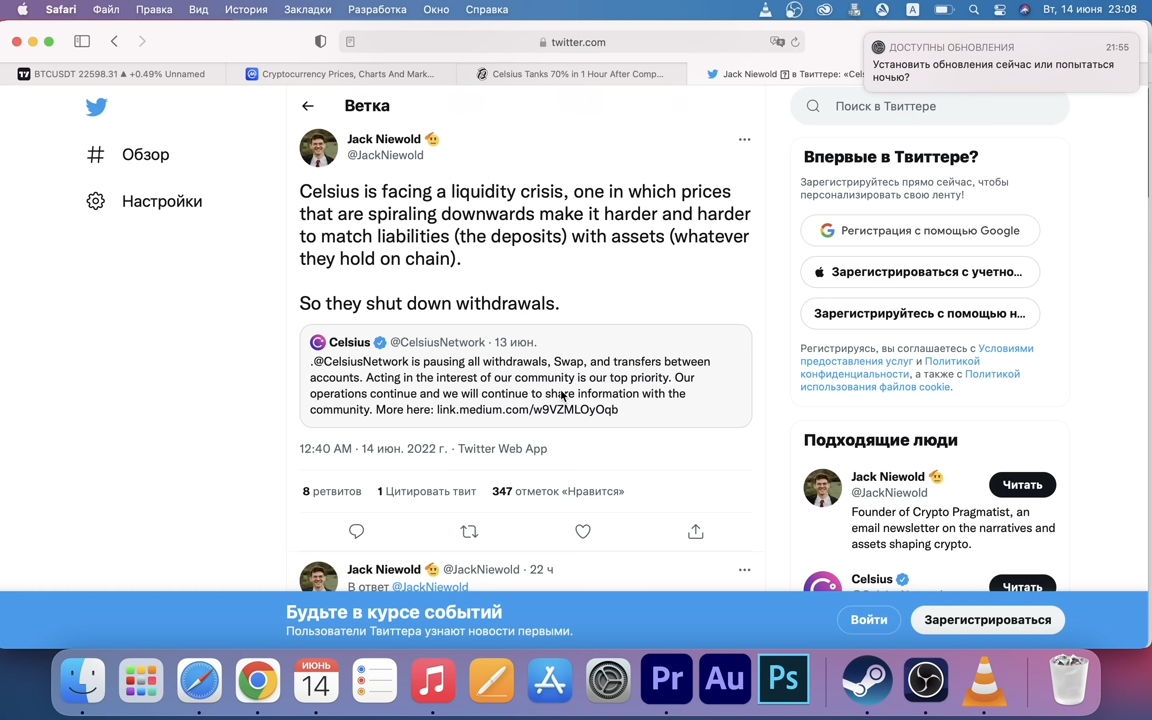 Safari Файл Правка Вид История Закладки Разработка Окно Справка A Вт, 14 июня 23:08
twitter.com
ДОСТУПНЫ ОБНОВЛЕНИЯ 21:55
Установить обновления сейчас или попытаться
ночью?
BTCUSDT 22598.31 ▲ +0.49% Unnamed
Cryptocurrency Prices, Charts And Mark...
Celsius Tanks 70% in 1 Hour After Comp...
Jack Niewold ? в Твиттере: «Cel
Ветка
Поиск в Твиттере
Обзор
Настройки
Jack Niewold
@JackNiewold
Celsius is facing a liquidity crisis, one in which prices
that are spiraling downwards make it harder and harder
to match liabilities (the deposits) with assets (whatever
they hold on chain).
So they shut down withdrawals.
Celsius @CelsiusNetwork · 13 июн.
.@CelsiusNetwork is pausing all withdrawals, Swap, and transfers between
accounts. Acting in the interest of our community is our top priority. Our
operations continue and we will continue to share information with the
community. More here: link.medium.com/w9VZMLOyOqb
12:40 AM · 14 июн. 2022 г. · Twitter Web App
8 ретвитов 1 Цитировать твит 347 отметок «Нравится»
Jack Niewold @JackNiewold · 22 ч
В ответ @JackNiewold
Впервые в Твиттере?
Зарегистрируйтесь прямо сейчас, чтобы
персонализировать свою ленту!
Регистрация с помощью Google
Зарегистрироваться с учетно...
Зарегистрируйтесь с помощью н...
Регистрируясь, вы соглашаетесь с Условиями
предоставления услуг и Политикой
конфиденциальности, а также с Политикой
использования файлов cookie.
Подходящие люди
Jack Niewold
@JackNiewold
Читать
Founder of Crypto Pragmatist, an
email newsletter on the narratives and
assets shaping crypto.
Celsius
Читать
Будьте в курсе событий
Пользователи Твиттера узнают новости первыми.
Войти
Зарегистрироваться
ИЮНЬ
14
Pr
Au
Ps